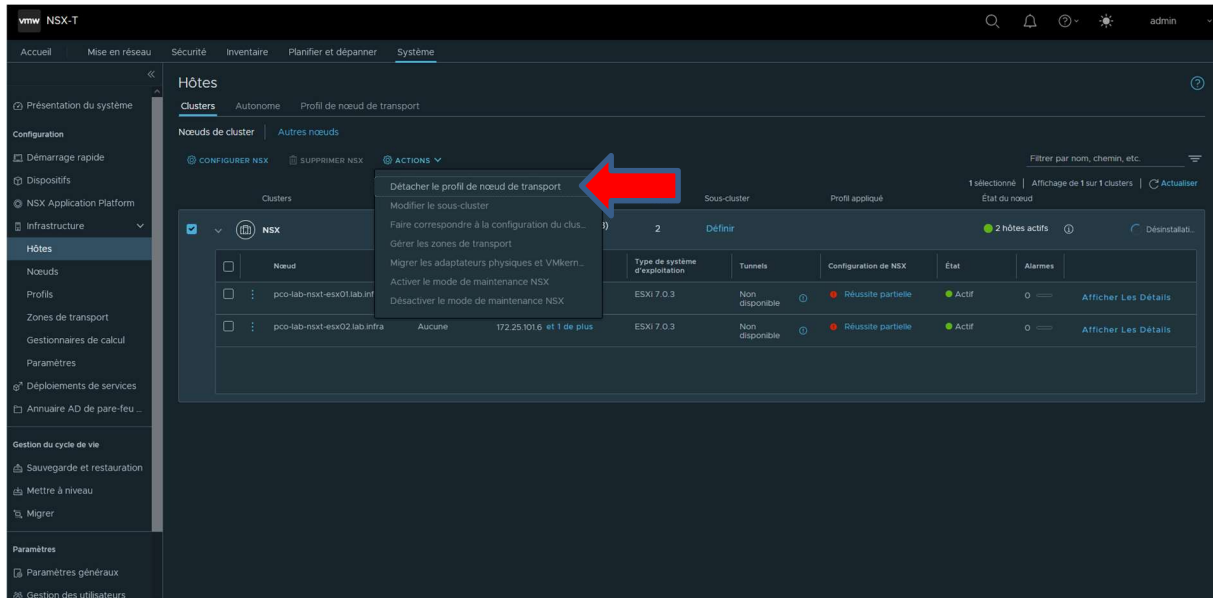 vmw NSX-T
admin
Accueil Mise en réseau Sécurité Inventaire Planifier et dépanner Système
Présentation du système
Configuration
Démarrage rapide
Dispositifs
NSX Application Platform
Infrastructure
Hôtes
Nœuds
Profils
Zones de transport
Gestionnaires de calcul
Paramètres
Déploiements de services
Annuaire AD de pare-feu ...
Gestion du cycle de vie
Sauvegarde et restauration
Mettre à niveau
Migrer
Paramètres
Paramètres généraux
Gestion des utilisateurs
Hôtes
Clusters Autonome Profil de nœud de transport
Nœuds de cluster Autres nœuds
CONFIGURER NSX SUPPRIMER NSX ACTIONS
Filtrer par nom, chemin, etc.
1 sélectionné Affichage de 1 sur 1 clusters Actualiser
Détacher le profil de nœud de transport
Modifier le sous-cluster
Faire correspondre à la configuration du clus...
Gérer les zones de transport
Migrer les adaptateurs physiques et VMkern...
Activer le mode de maintenance NSX
Désactiver le mode de maintenance NSX
Clusters Sous-cluster Profil appliqué État du nœud
NSX 2 Définir 2 hôtes actifs Désinstallati...
Nœud Type de système d'exploitation Tunnels Configuration de NSX État Alarmes
pco-lab-nsxt-esx01.lab.inf ESXi 7.0.3 Non disponible Réussite partielle Actif 0 Afficher Les Détails
pco-lab-nsxt-esx02.lab.infra Aucune 172.25.101.6 et 1 de plus ESXi 7.0.3 Non disponible Réussite partielle Actif 0 Afficher Les Détails